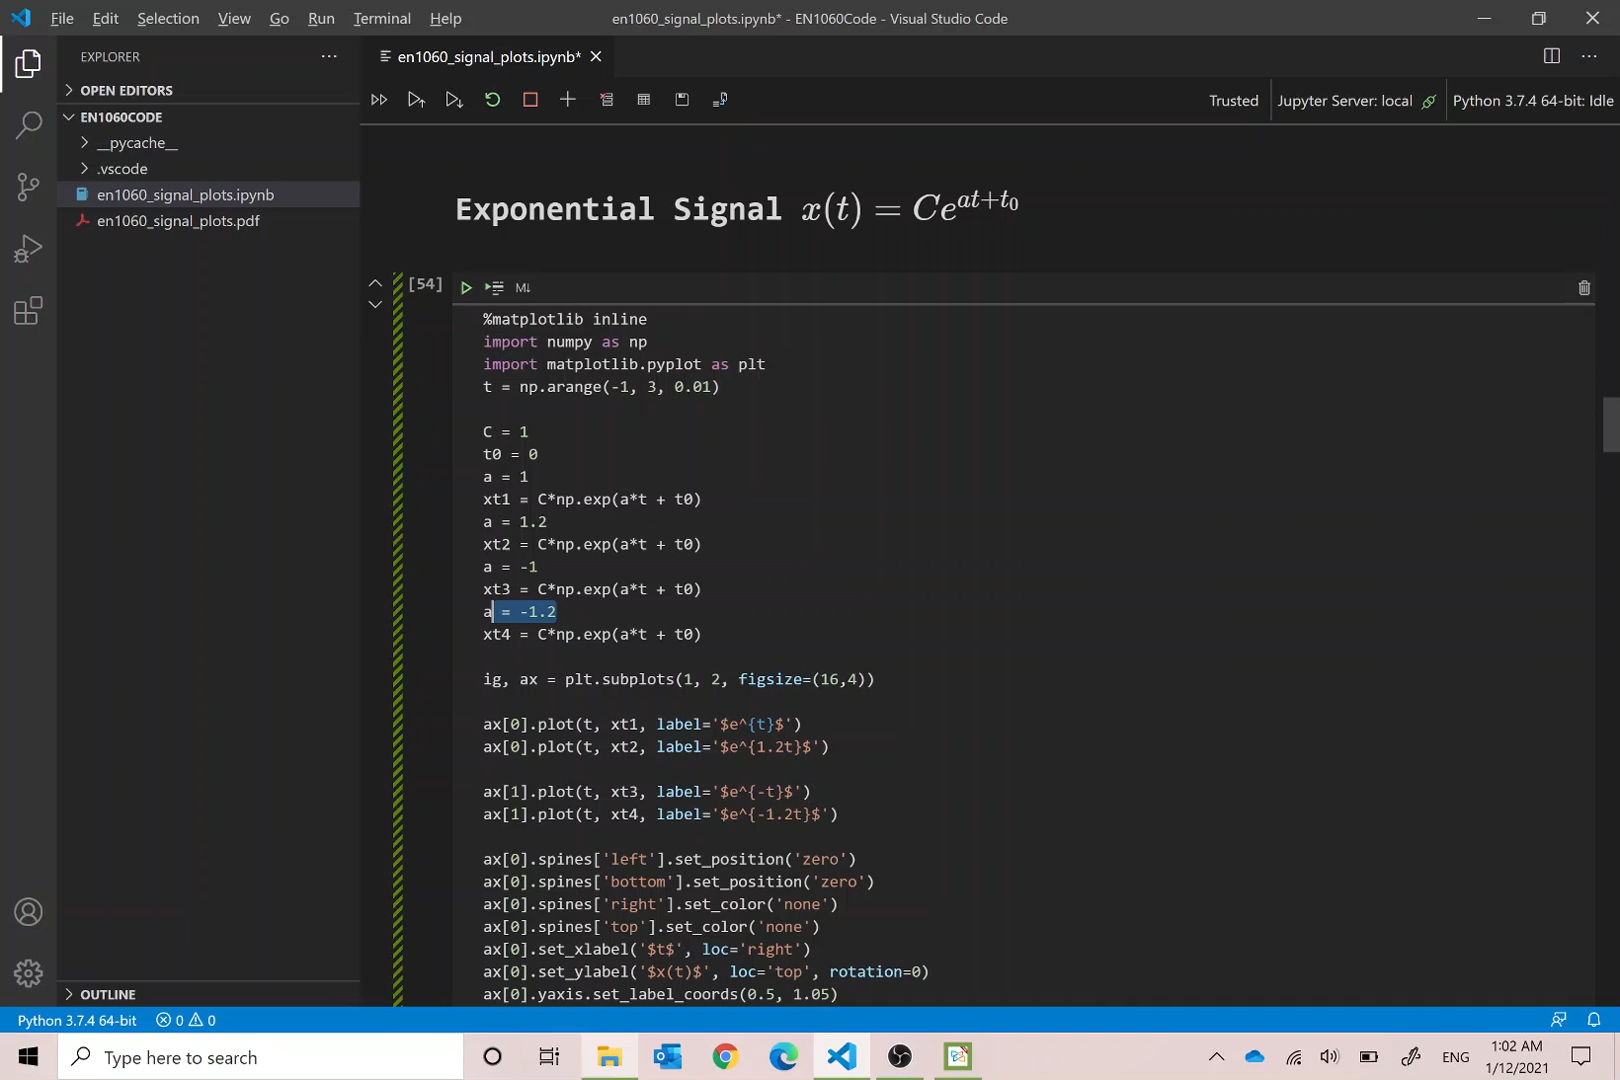 File Edit Selection View Go Run Terminal Help
en1060_signal_plots.ipynb* - EN1060Code - Visual Studio Code
EXPLORER
en1060_signal_plots.ipynb*
OPEN EDITORS
EN1060CODE
__pycache__
.vscode
en1060_signal_plots.ipynb
en1060_signal_plots.pdf
Trusted
Jupyter Server: local
Python 3.7.4 64-bit: Idle
Exponential Signal x(t) = Ce^{at+t_0}
[54]
M↓
%matplotlib inline
import numpy as np
import matplotlib.pyplot as plt
t = np.arange(-1, 3, 0.01)
C = 1
t0 = 0
a = 1
xt1 = C*np.exp(a*t + t0)
a = 1.2
xt2 = C*np.exp(a*t + t0)
a = -1
xt3 = C*np.exp(a*t + t0)
a = -1.2
xt4 = C*np.exp(a*t + t0)
ig, ax = plt.subplots(1, 2, figsize=(16,4))
ax[0].plot(t, xt1, label='$e^{t}$')
ax[0].plot(t, xt2, label='$e^{1.2t}$')
ax[1].plot(t, xt3, label='$e^{-t}$')
ax[1].plot(t, xt4, label='$e^{-1.2t}$')
ax[0].spines['left'].set_position('zero')
ax[0].spines['bottom'].set_position('zero')
ax[0].spines['right'].set_color('none')
ax[0].spines['top'].set_color('none')
ax[0].set_xlabel('$t$', loc='right')
ax[0].set_ylabel('$x(t)$', loc='top', rotation=0)
ax[0].yaxis.set_label_coords(0.5, 1.05)
OUTLINE
Python 3.7.4 64-bit
0
0
Type here to search
ENG
1:02 AM
1/12/2021